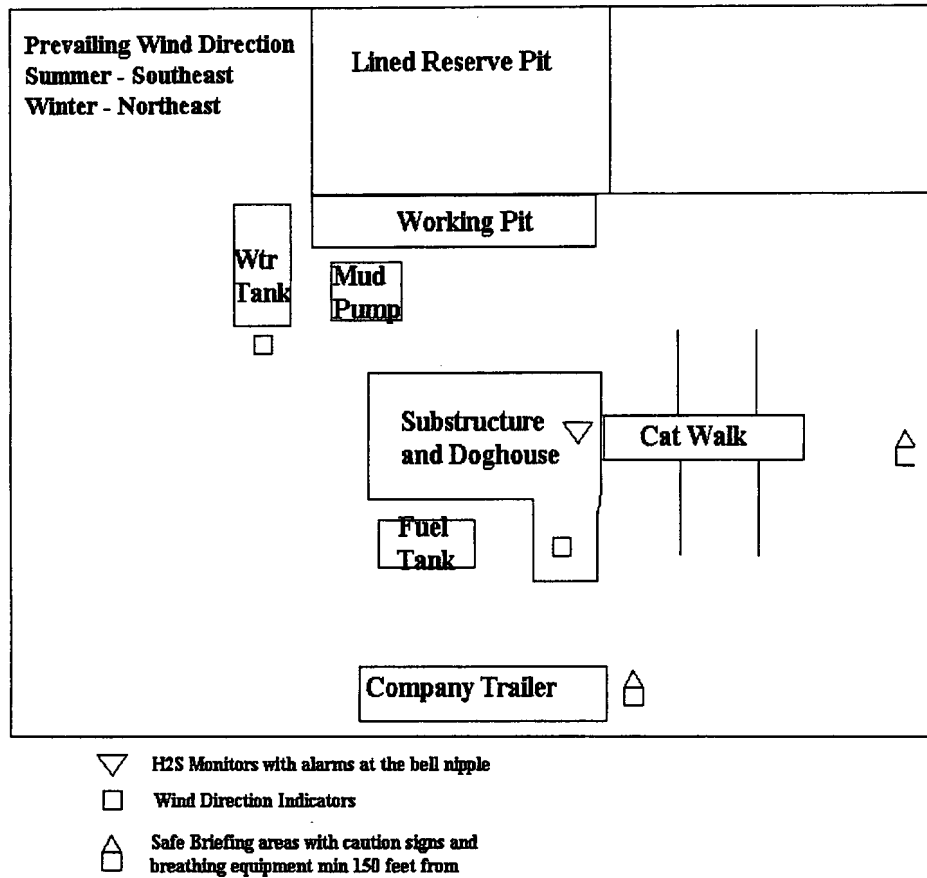 Prevailing Wind Direction
Summer - Southeast
Winter - Northeast
Lined Reserve Pit
Working Pit
Wtr
Tank
Mud
Pump
Substructure
and Doghouse
Cat Walk
Fuel
Tank
Company Trailer
H2S Monitors with alarms at the bell nipple
Wind Direction Indicators
Safe Briefing areas with caution signs and
breathing equipment min 150 feet from